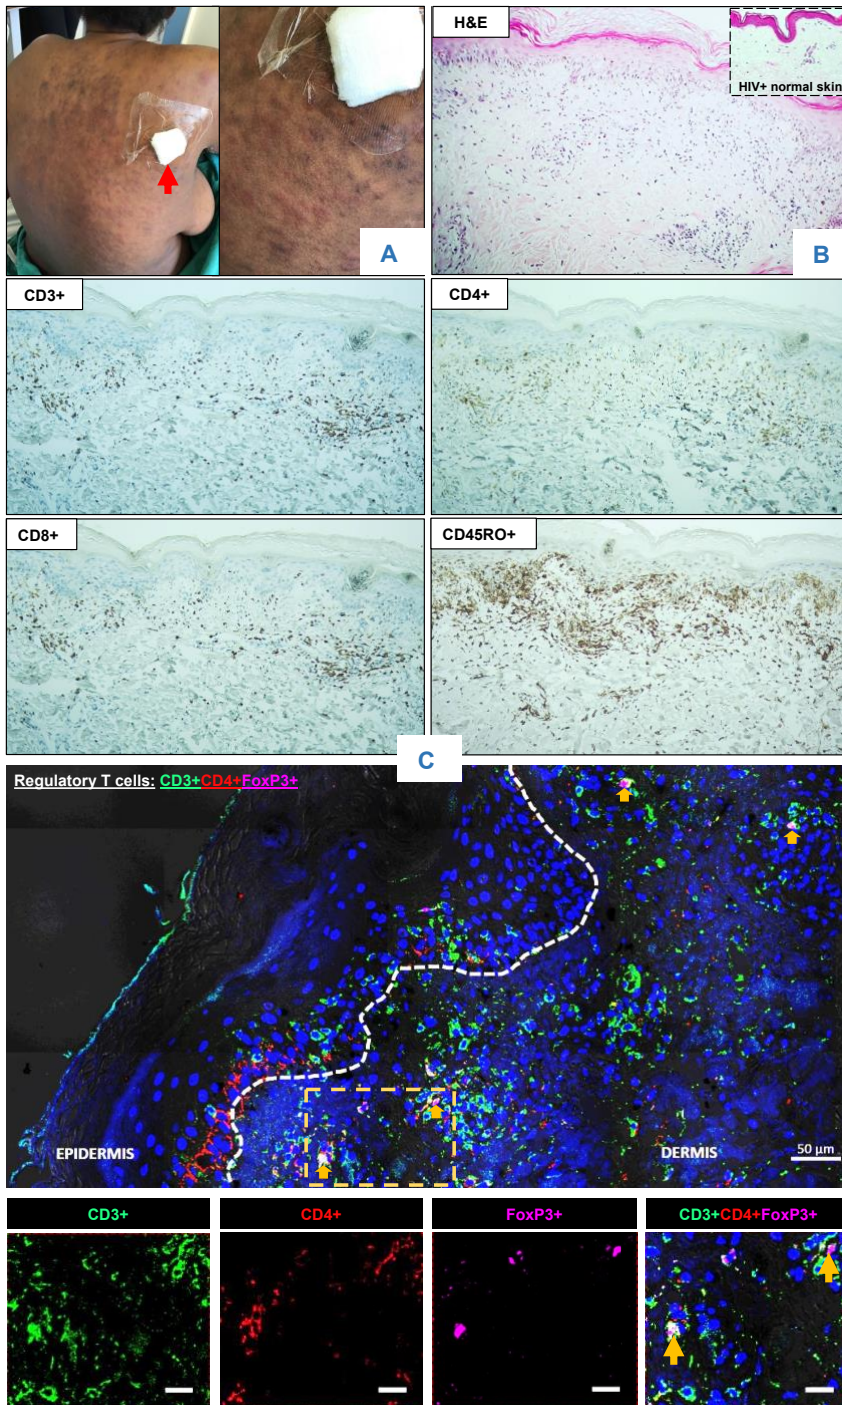 A
H&E
HIV+ normal skin
B
CD3+
CD4+
CD8+
CD45RO+
C
Regulatory T cells: CD3+CD4+FoxP3+
EPIDERMIS
DERMIS
50 µm
CD3+
CD4+
FoxP3+
CD3+CD4+FoxP3+